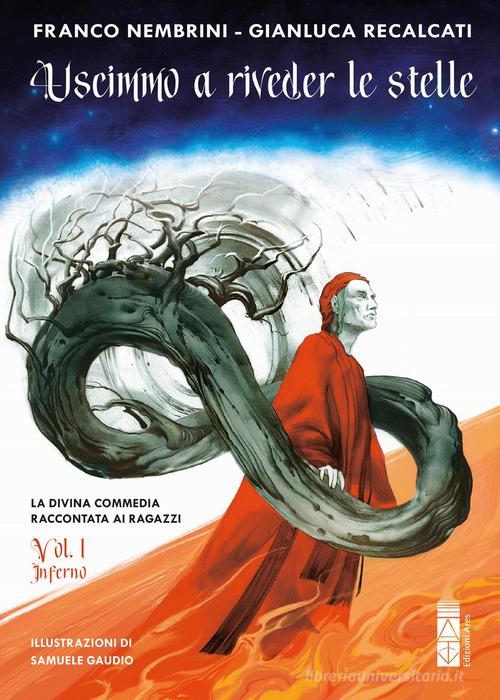 FRANCO NEMBRINI - GIANLUCA RECALCATI
Uscimmo a riveder le stelle
LA DIVINA COMMEDIA
RACCONTATA AI RAGAZZI
Vol. I
Inferno
ILLUSTRAZIONI DI
SAMUELE GAUDIO
Edizioni Ares
libreriauniversitaria.it